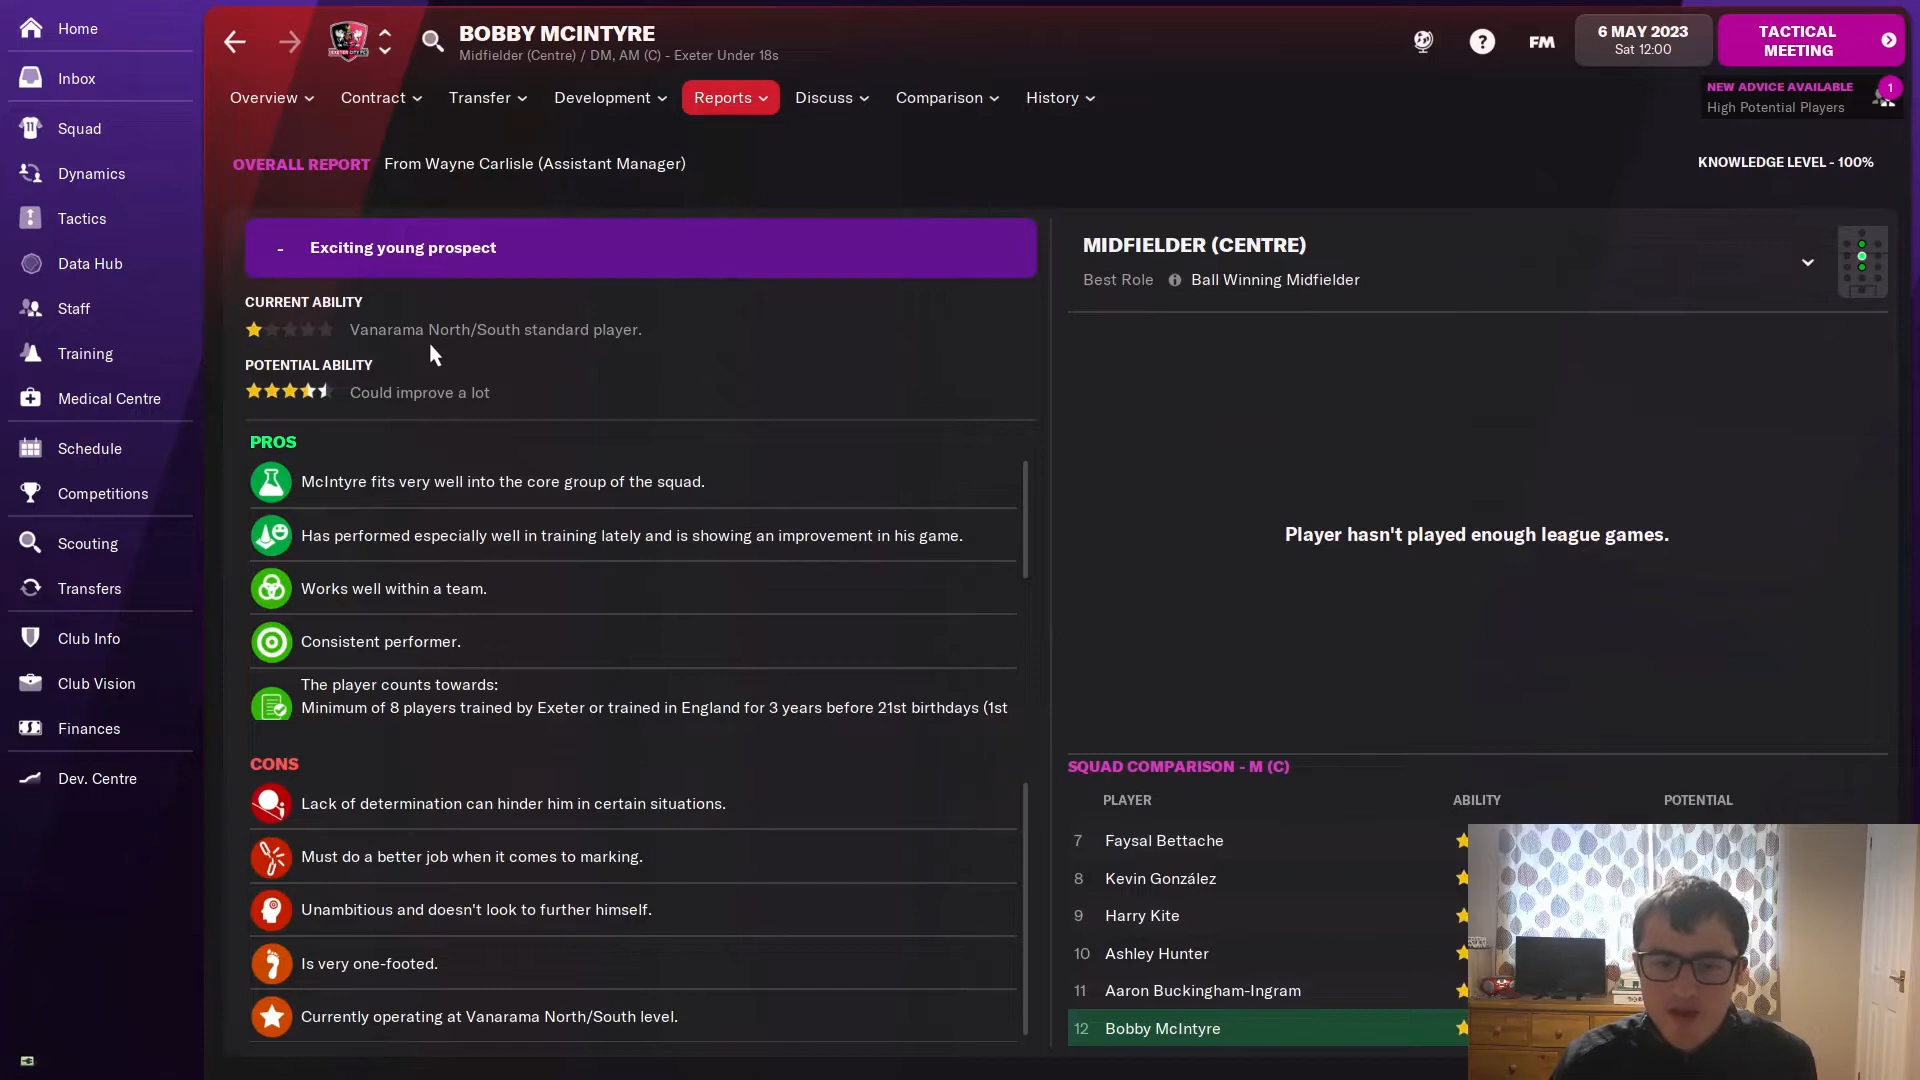 Home
Inbox
Squad
Dynamics
Tactics
Data Hub
Staff
Training
Medical Centre
Schedule
Competitions
Scouting
Transfers
Club Info
Club Vision
Finances
Dev. Centre
BOBBY MCINTYRE
Midfielder (Centre) / DM, AM (C) - Exeter Under 18s
?
FM
6 MAY 2023
Sat 12:00
TACTICAL
MEETING
Overview
Contract
Transfer
Development
Reports
Discuss
Comparison
History
NEW ADVICE AVAILABLE
1
High Potential Players
OVERALL REPORT From Wayne Carlisle (Assistant Manager)
KNOWLEDGE LEVEL - 100%
- Exciting young prospect
CURRENT ABILITY
Vanarama North/South standard player.
POTENTIAL ABILITY
Could improve a lot
PROS
McIntyre fits very well into the core group of the squad.
Has performed especially well in training lately and is showing an improvement in his game.
Works well within a team.
Consistent performer.
The player counts towards:
Minimum of 8 players trained by Exeter or trained in England for 3 years before 21st birthdays (1st
CONS
Lack of determination can hinder him in certain situations.
Must do a better job when it comes to marking.
Unambitious and doesn't look to further himself.
Is very one-footed.
Currently operating at Vanarama North/South level.
MIDFIELDER (CENTRE)
Best Role Ball Winning Midfielder
Player hasn't played enough league games.
SQUAD COMPARISON - M (C)
PLAYER ABILITY POTENTIAL
7 Faysal Bettache
8 Kevin González
9 Harry Kite
10 Ashley Hunter
11 Aaron Buckingham-Ingram
12 Bobby McIntyre